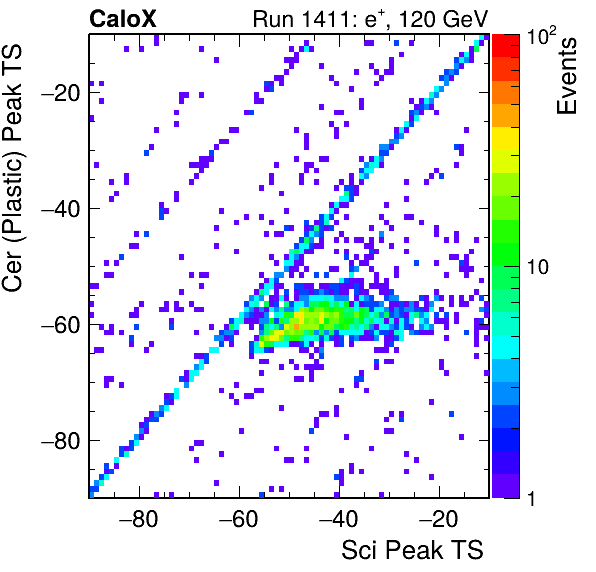 CaloX Run 1411: e⁺, 120 GeV
Cer (Plastic) Peak TS
−20
−40
−60
−80
−80 −60 −40 −20
Sci Peak TS
10²
10
1
Events